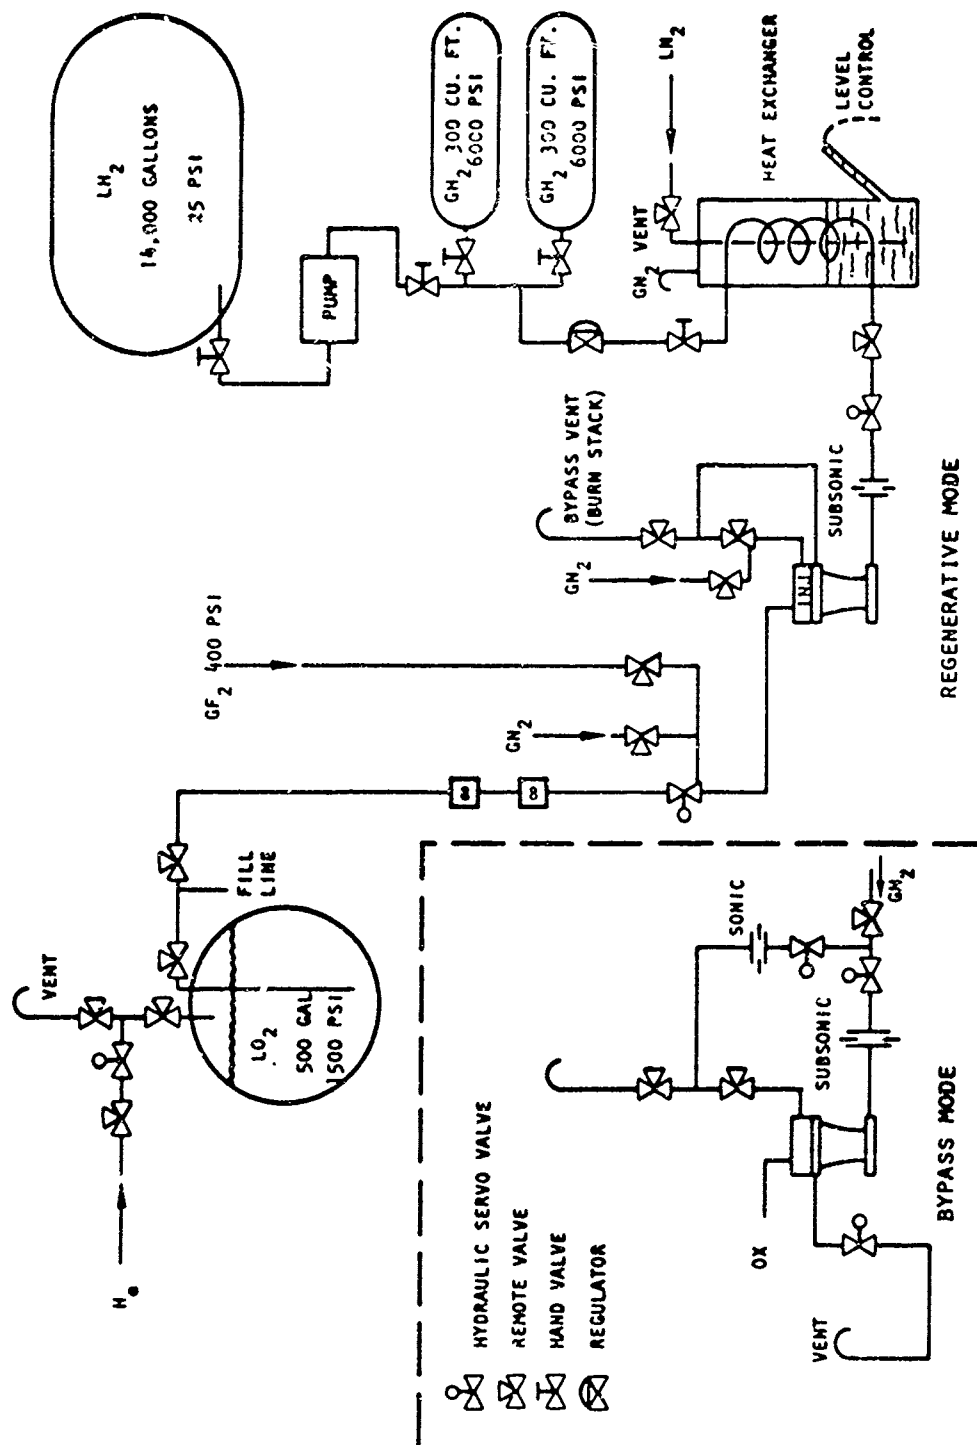 LH2
14,000 GALLONS
25 PSI
PUMP
GH2 300 CU. FT.
6000 PSI
GH2 300 CU. FT.
6000 PSI
LN2
HEAT EXCHANGER
LEVEL
CONTROL
GN2 VENT
BYPASS VENT
(BURN STACK)
GN2
SUBSONIC
INJ
REGENERATIVE MODE
GF2 400 PSI
GN2
VENT
FILL
LINE
LO2
500 GAL
1500 PSI
He
HYDRAULIC SERVO VALVE
REMOTE VALVE
HAND VALVE
REGULATOR
SONIC
GH2
SUBSONIC
OX
VENT
BYPASS MODE